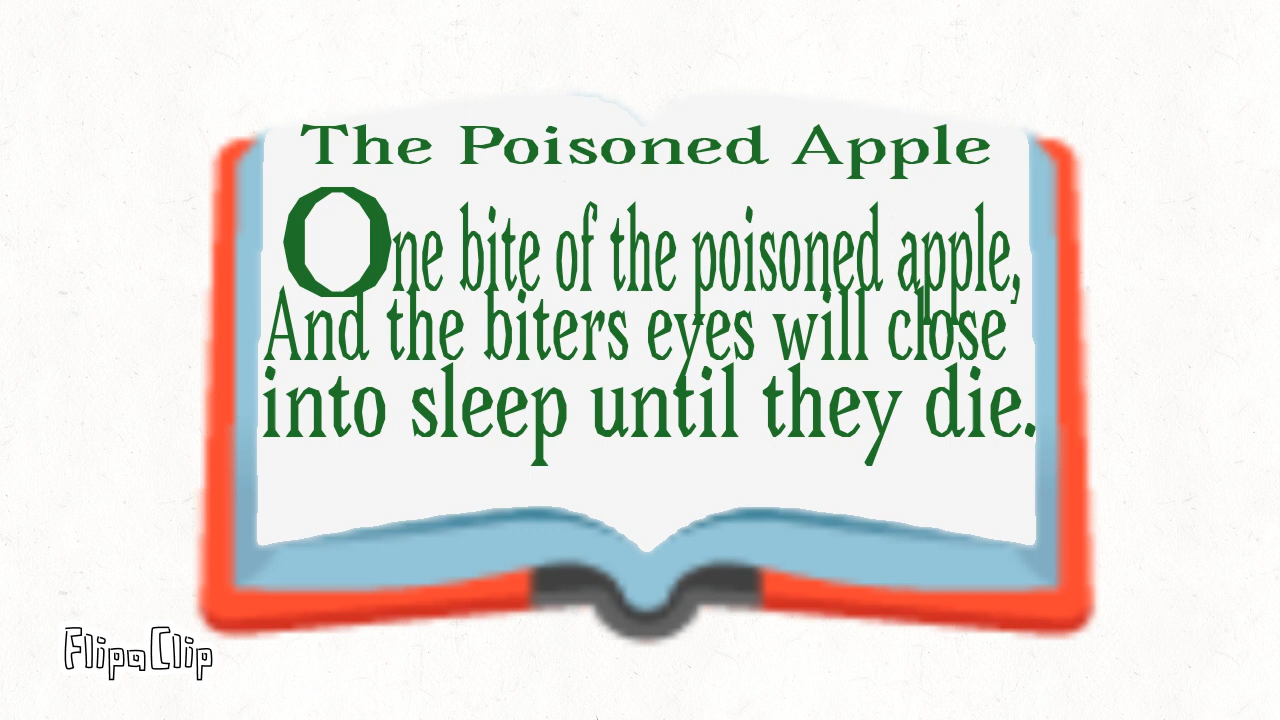 The Poisoned Apple
One bite of the poisoned apple,
And the biters eyes will close
into sleep until they die.
FlipaClip